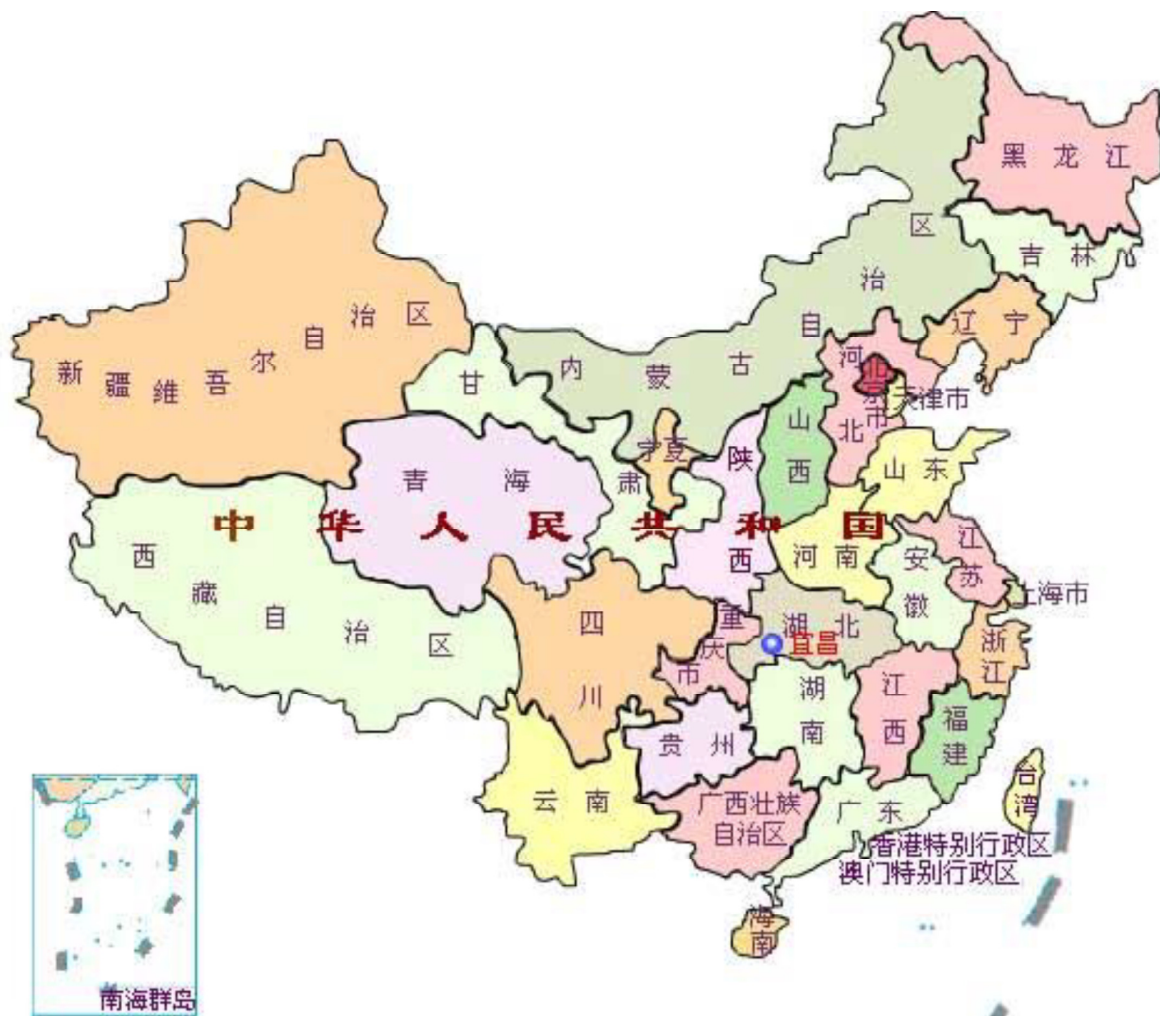 黑龙江
吉林
辽宁
内蒙古自治区
新疆维吾尔自治区
甘肃
宁夏
青海
陕西
山西
河北
北京市
天津市
山东
河南
中华人民共和国
西藏自治区
江苏
安徽
上海市
四川
重庆市
湖北
宜昌
浙江
湖南
江西
福建
贵州
云南
广西壮族
自治区
广东
台湾
香港特别行政区
澳门特别行政区
海南
南海群岛